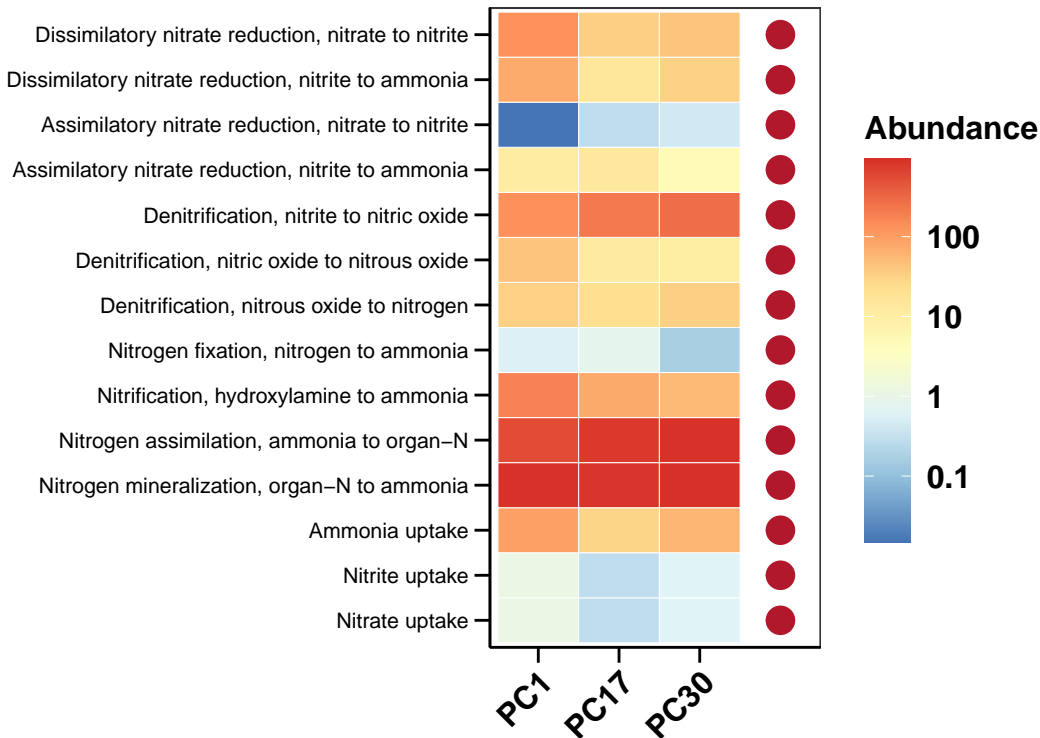 Dissimilatory nitrate reduction, nitrate to nitrite
Dissimilatory nitrate reduction, nitrite to ammonia
Assimilatory nitrate reduction, nitrate to nitrite
Assimilatory nitrate reduction, nitrite to ammonia
Denitrification, nitrite to nitric oxide
Denitrification, nitric oxide to nitrous oxide
Denitrification, nitrous oxide to nitrogen
Nitrogen fixation, nitrogen to ammonia
Nitrification, hydroxylamine to ammonia
Nitrogen assimilation, ammonia to organ−N
Nitrogen mineralization, organ−N to ammonia
Ammonia uptake
Nitrite uptake
Nitrate uptake
PC1
PC17
PC30
Abundance
100
10
1
0.1